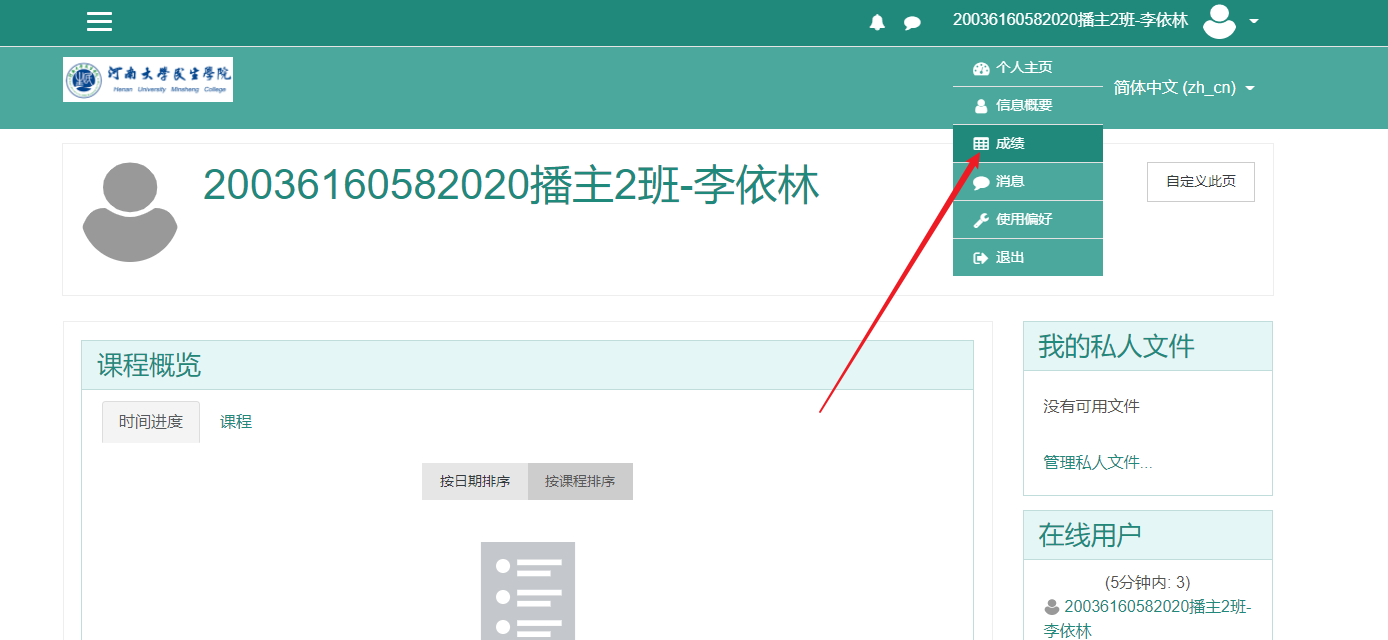 20036160582020播主2班-李依林
河南大学民生学院
Henan University Minsheng College
个人主页
信息概要
成绩
消息
使用偏好
退出
简体中文 (zh_cn)
20036160582020播主2班-李依林
自定义此页
课程概览
时间进度 课程
按日期排序 按课程排序
我的私人文件
没有可用文件
管理私人文件...
在线用户
(5分钟内: 3)
20036160582020播主2班-
李依林